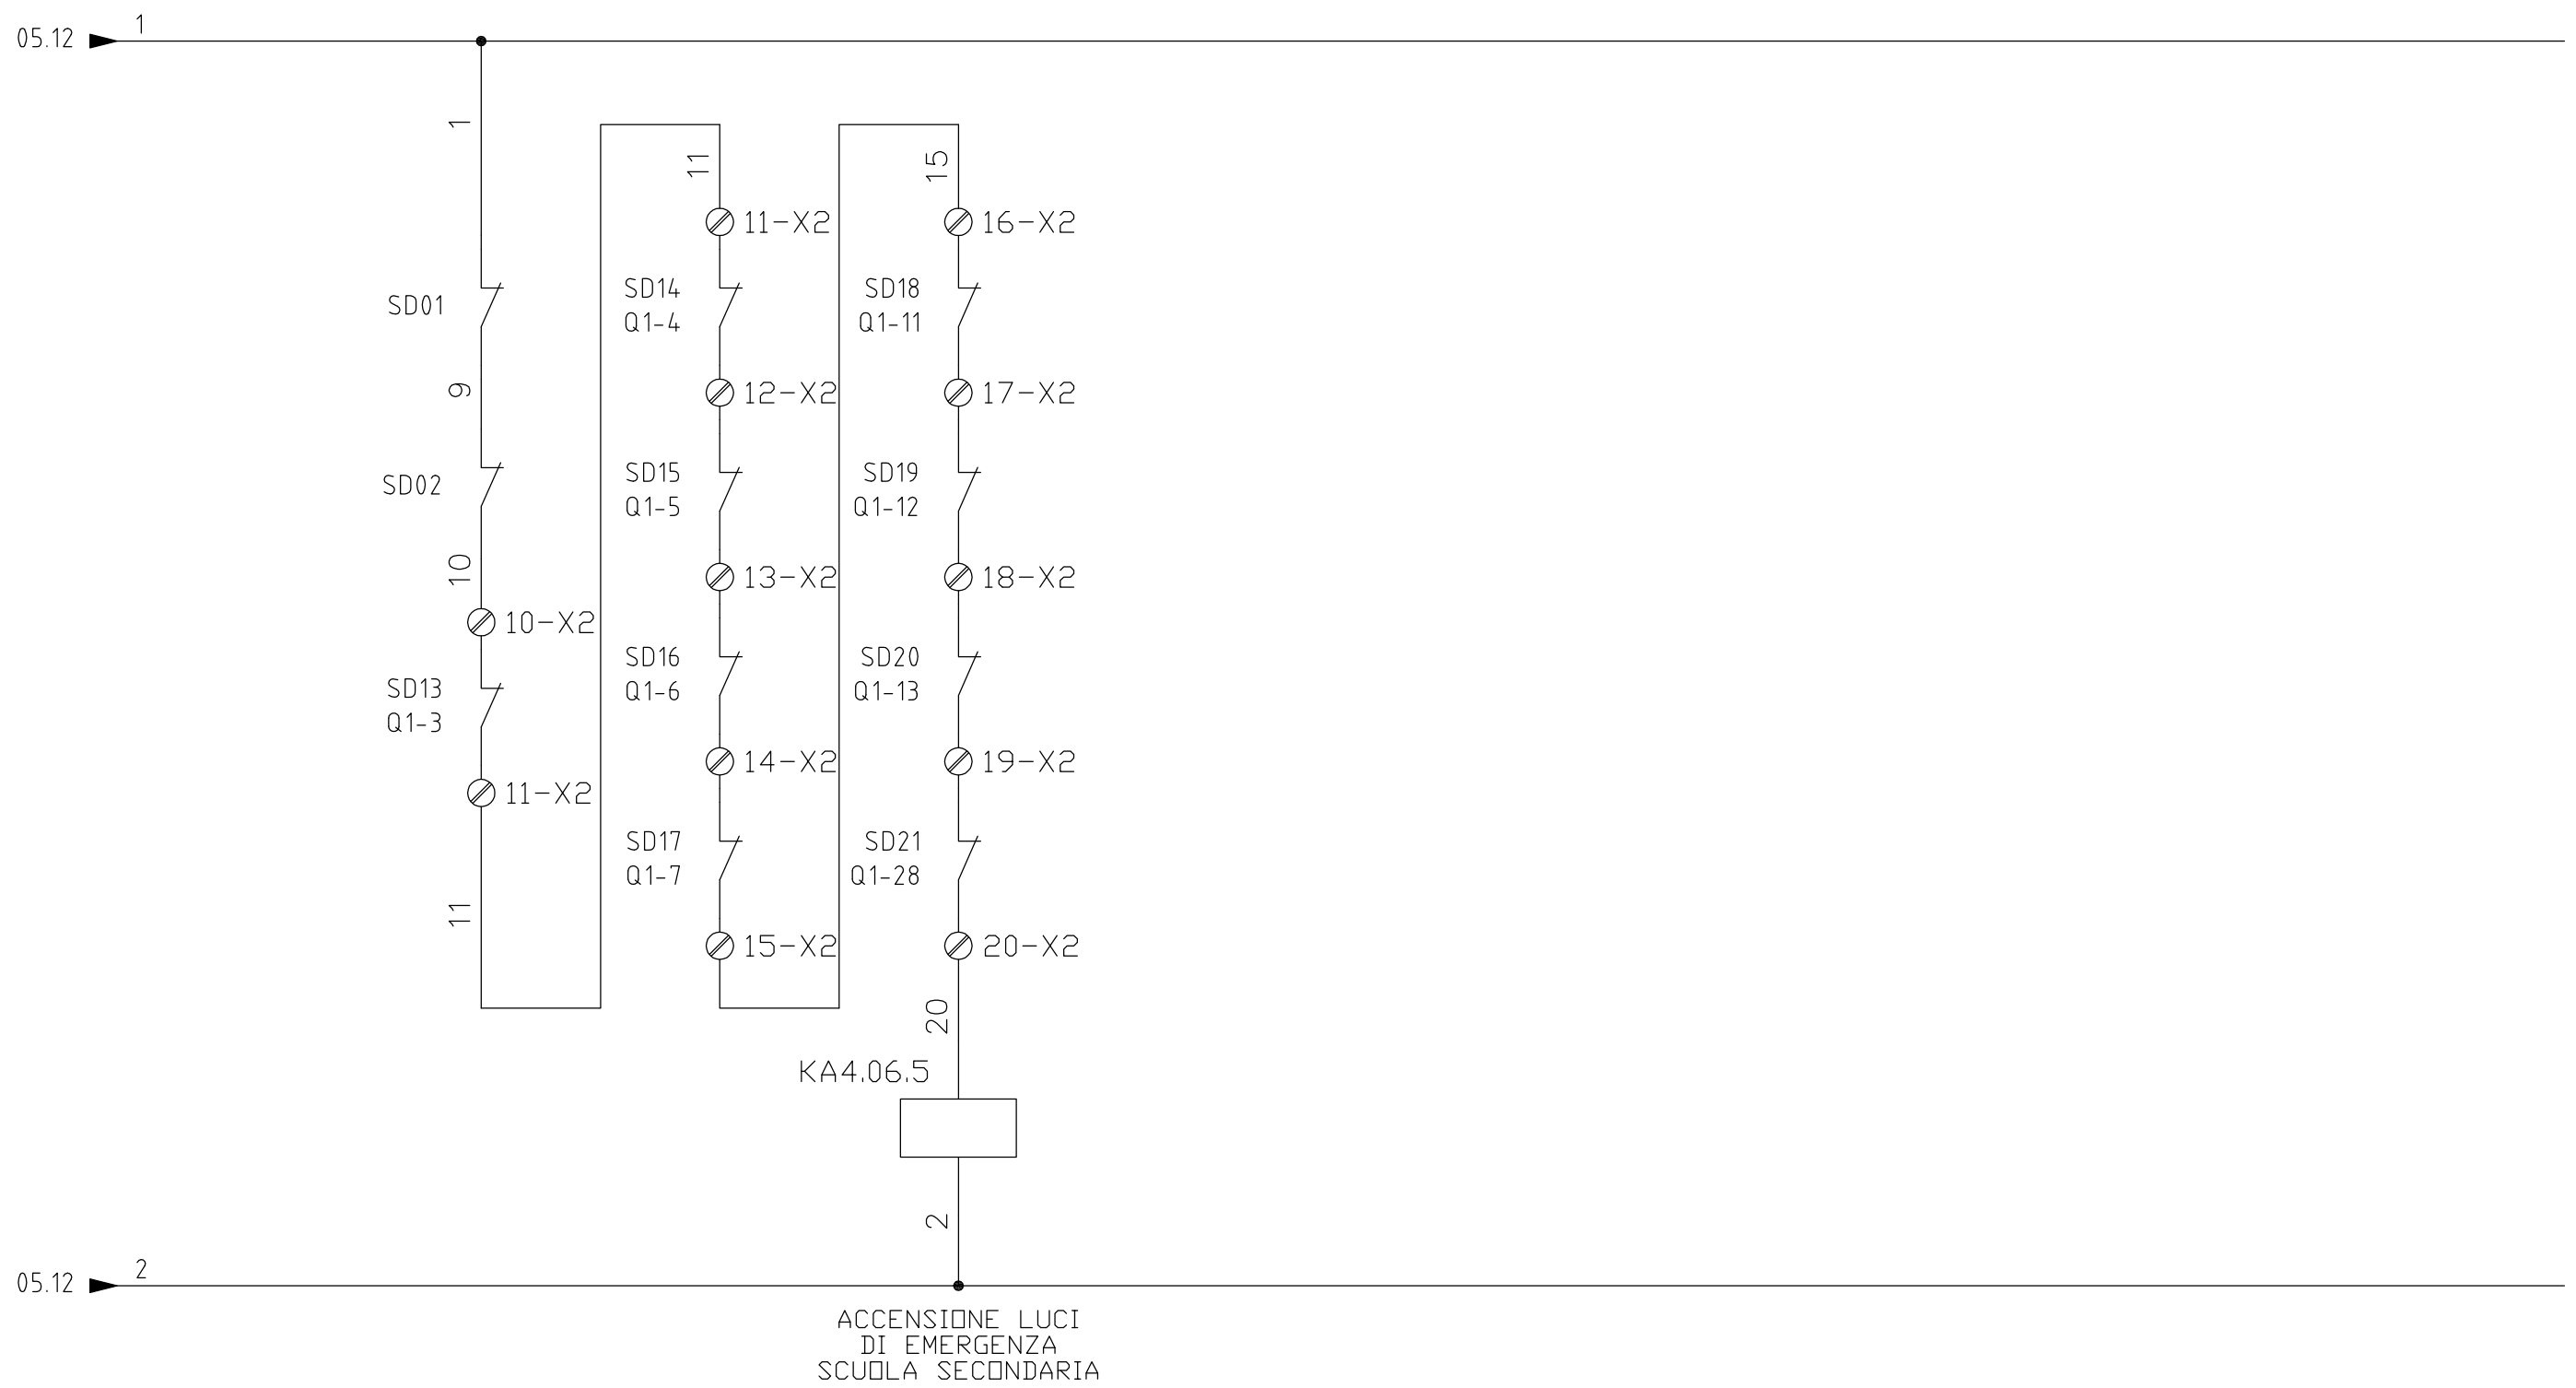 05.12
1
1
SD01
9
SD02
10
10-X2
SD13
Q1-3
11-X2
11
11
11-X2
SD14
Q1-4
12-X2
SD15
Q1-5
13-X2
SD16
Q1-6
14-X2
SD17
Q1-7
15-X2
15
16-X2
SD18
Q1-11
17-X2
SD19
Q1-12
18-X2
SD20
Q1-13
19-X2
SD21
Q1-28
20-X2
20
KA4.06.5
2
05.12
2
ACCENSIONE LUCI
DI EMERGENZA
SCUOLA SECONDARIA